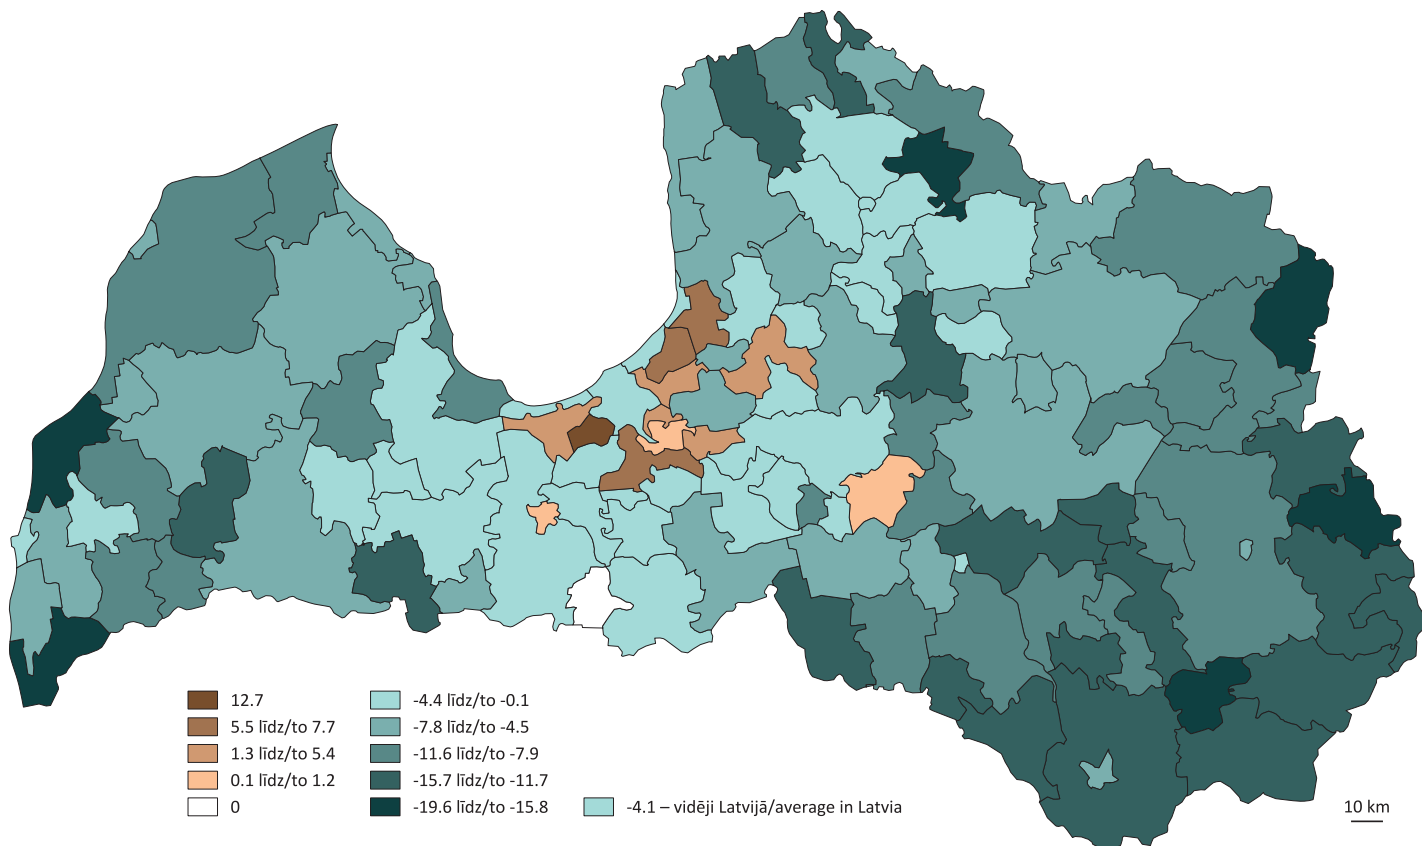 12.7
5.5 līdz/to 7.7
1.3 līdz/to 5.4
0.1 līdz/to 1.2
0
-4.4 līdz/to -0.1
-7.8 līdz/to -4.5
-11.6 līdz/to -7.9
-15.7 līdz/to -11.7
-19.6 līdz/to -15.8
-4.1 – vidēji Latvijā/average in Latvia
10 km